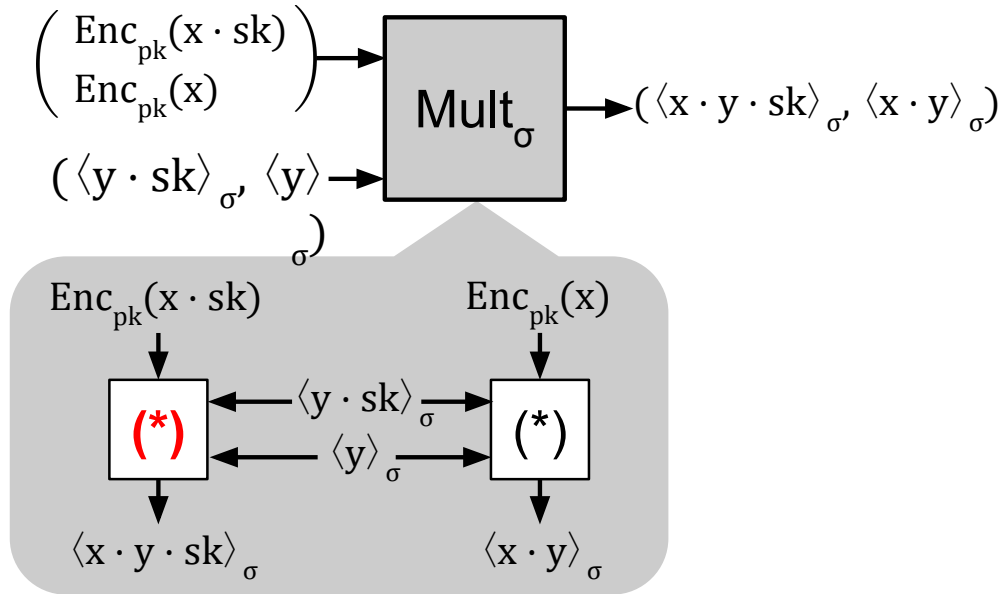 Enc_pk(x · sk)
Enc_pk(x)
(⟨y · sk⟩_σ, ⟨y⟩
_σ)
Mult_σ
(⟨x · y · sk⟩_σ, ⟨x · y⟩_σ)
Enc_pk(x · sk)
Enc_pk(x)
(*)
⟨y · sk⟩_σ
⟨y⟩_σ
(*)
⟨x · y · sk⟩_σ
⟨x · y⟩_σ